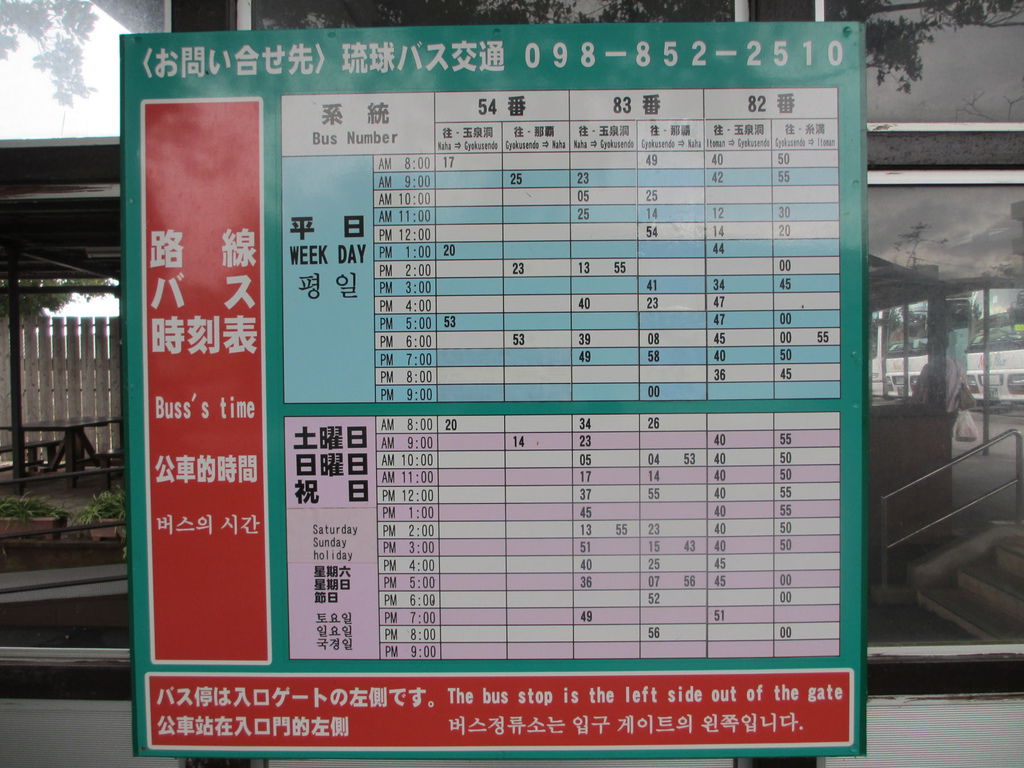 〈お問い合せ先〉琉球バス交通 098−852−2510
路線
バス
時刻表
Buss's time
公車的時間
버스의 시간
系統 54番 83番 82番
Bus Number 往・玉泉洞 往・那覇 往・玉泉洞 往・那覇 往・玉泉洞 往・糸満
Naha ⇒ Gyokusendo Gyokusendo ⇒ Naha Naha ⇒ Gyokusendo Gyokusendo ⇒ Naha Itoman ⇒ Gyokusendo Gyokusendo ⇒ Itoman
平日
WEEK DAY
평일
AM 8:00 17 49 40 50
AM 9:00 25 23 42 55
AM 10:00 05 25
AM 11:00 25 14 12 30
PM 12:00 54 14 20
PM 1:00 20 44
PM 2:00 23 13 55 00
PM 3:00 41 34 45
PM 4:00 40 23 47
PM 5:00 53 47 00
PM 6:00 53 39 08 45 00 55
PM 7:00 49 58 40 50
PM 8:00 36 45
PM 9:00 00
土曜日
日曜日
祝日
Saturday
Sunday
holiday
星期六
星期日
節日
토요일
일요일
국경일
AM 8:00 20 34 26
AM 9:00 14 23 40 55
AM 10:00 05 04 53 40 50
AM 11:00 17 14 40 50
PM 12:00 37 55 40 55
PM 1:00 45 40 55
PM 2:00 13 55 23 40 50
PM 3:00 51 15 43 40 50
PM 4:00 40 25 45
PM 5:00 36 07 56 45 00
PM 6:00 52 00
PM 7:00 49 51
PM 8:00 56 00
PM 9:00
バス停は入口ゲートの左側です。 The bus stop is the left side out of the gate
公車站在入口門的左側 버스정류소는 입구 게이트의 왼쪽입니다.